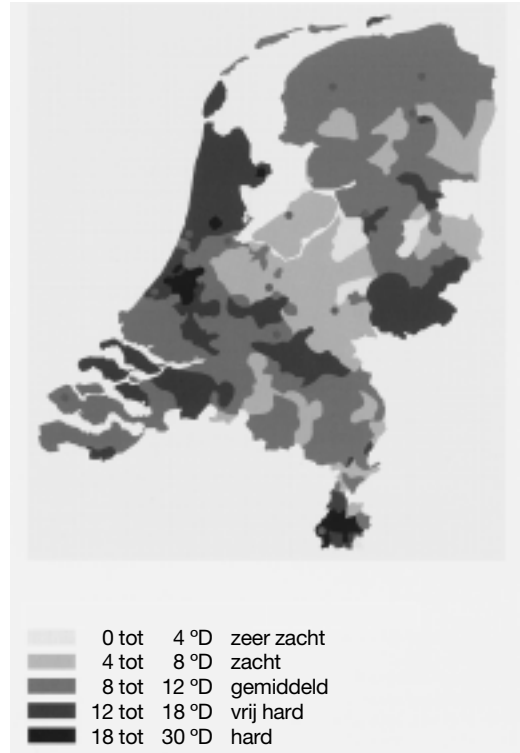 0 tot 4 ºD zeer zacht
4 tot 8 ºD zacht
8 tot 12 ºD gemiddeld
12 tot 18 ºD vrij hard
18 tot 30 ºD hard